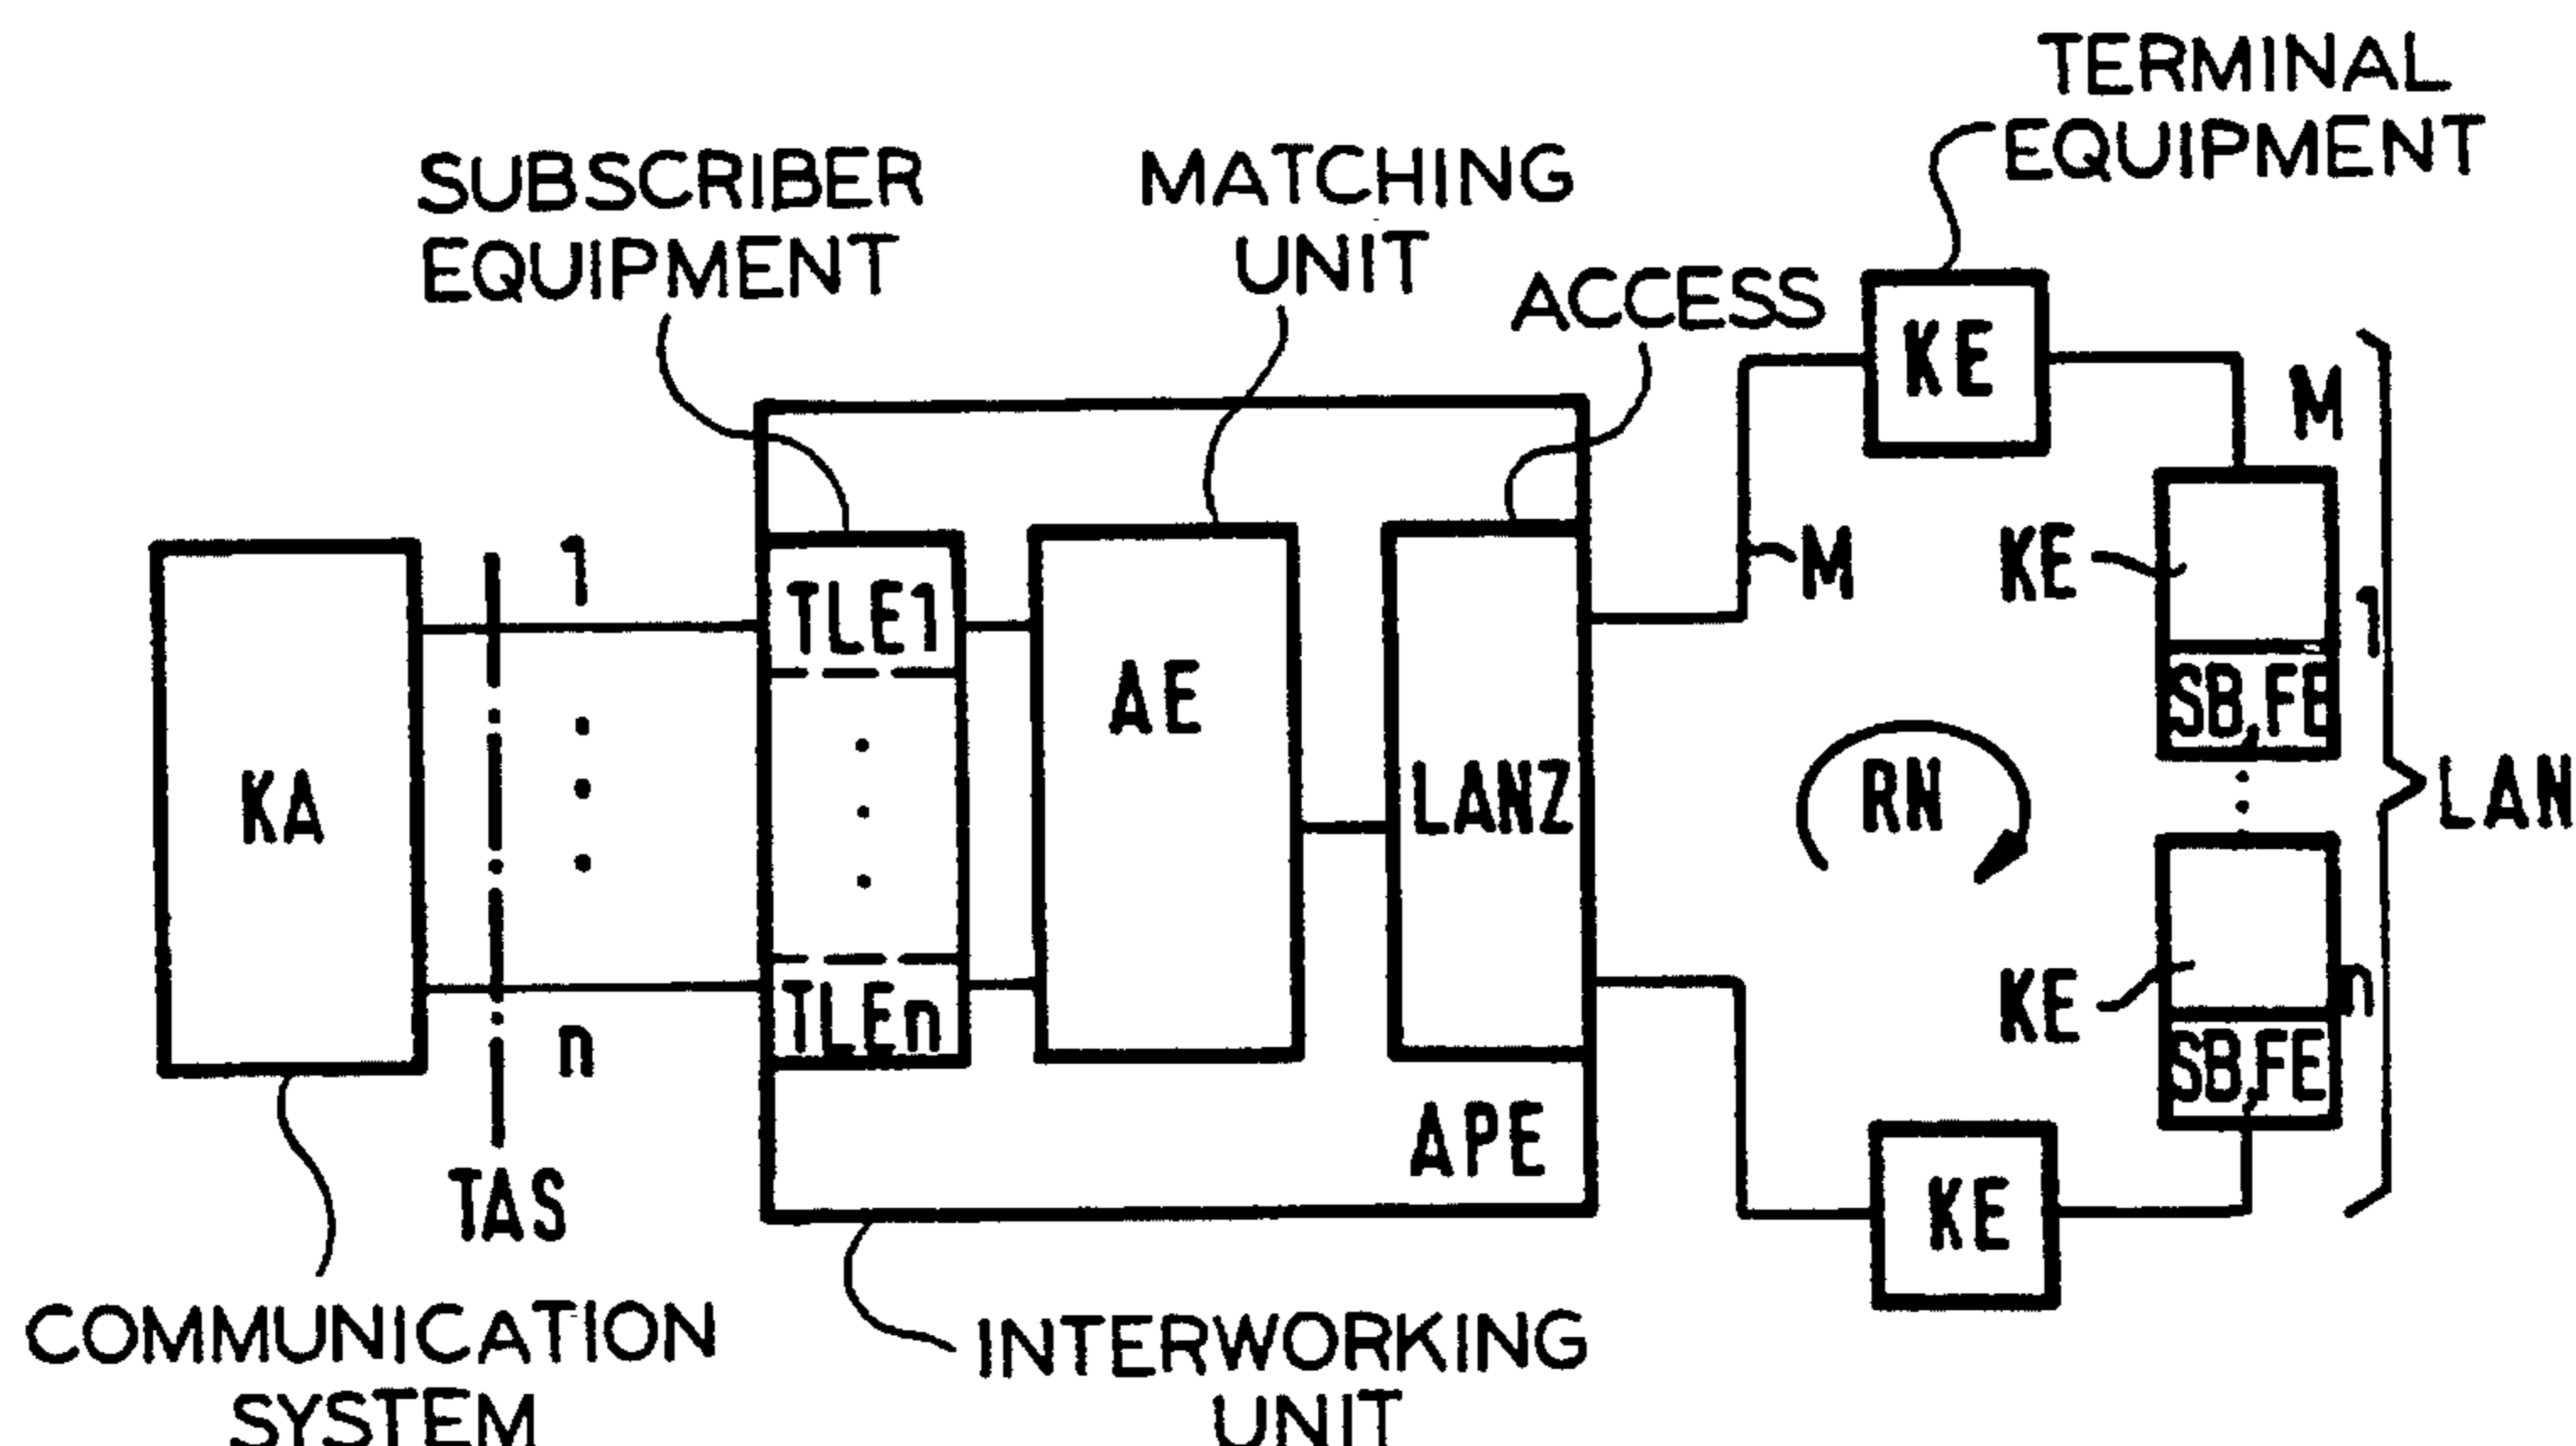 TERMINAL
EQUIPMENT
SUBSCRIBER
EQUIPMENT
MATCHING
UNIT
ACCESS
KE
M
1
TLE1
M
KE
1
KA
AE
LANZ
RN
SB,FE
LAN
n
TLEn
KE
n
SB,FE
TAS
APE
KE
COMMUNICATION
SYSTEM
INTERWORKING
UNIT